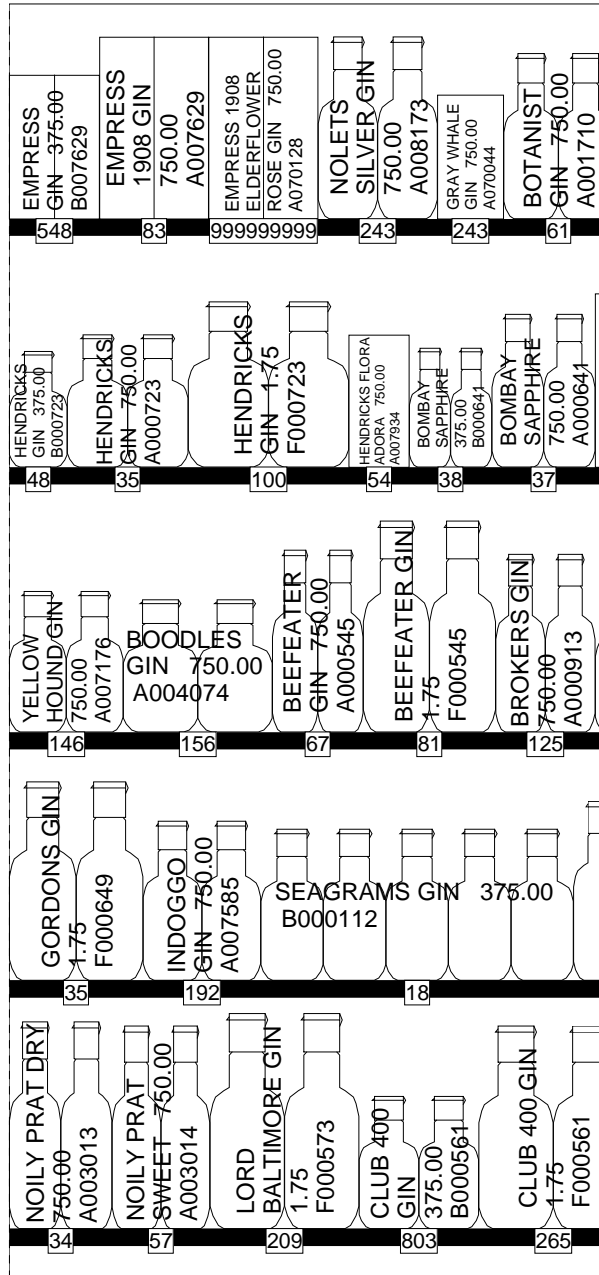 EMPRESS
GIN 375.00
B007629
EMPRESS
1908 GIN
750.00
A007629
EMPRESS 1908
ELDERFLOWER
ROSE GIN 750.00
A070128
NOLETS
SILVER GIN
750.00
A008173
GRAY WHALE
GIN 750.00
A070044
BOTANIST
GIN 750.00
A001710
548
83
999999999
243
243
61
HENDRICKS
GIN 375.00
B000723
HENDRICKS
GIN 750.00
A000723
HENDRICKS
GIN 1.75
F000723
HENDRICKS FLORA
ADORA 750.00
A007934
BOMBAY
SAPPHIRE
375.00
B000641
BOMBAY
SAPPHIRE
750.00
A000641
48
35
100
54
38
37
YELLOW
HOUND GIN
750.00
A007176
BOODLES
GIN 750.00
A004074
BEEFEATER
GIN 750.00
A000545
BEEFEATER GIN
1.75
F000545
BROKERS GIN
750.00
A000913
146
156
67
81
125
GORDONS GIN
1.75
F000649
INDOGGO
GIN 750.00
A007585
SEAGRAMS GIN 375.00
B000112
35
192
18
NOILY PRAT DRY
750.00
A003013
NOILY PRAT
SWEET 750.00
A003014
LORD
BALTIMORE GIN
1.75
F000573
CLUB 400
GIN
375.00
B000561
CLUB 400 GIN
1.75
F000561
34
57
209
803
265